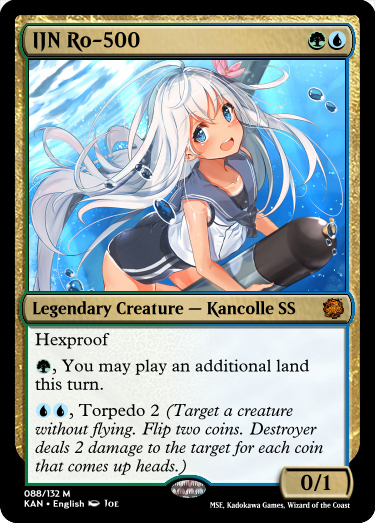 IJN Ro-500
Legendary Creature — Kancolle SS
Hexproof
, You may play an additional land
this turn.
, Torpedo 2 (Target a creature
without flying. Flip two coins. Destroyer
deals 2 damage to the target for each coin
that comes up heads.)
0/1
088/132 M
KAN • English JOE
MSE, Kadokawa Games, Wizard of the Coast